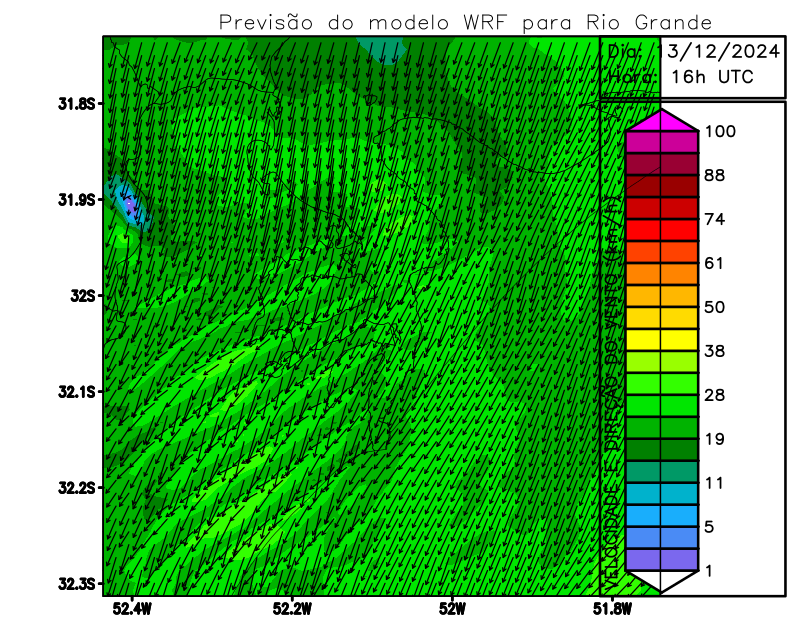 Previsão do modelo WRF para Rio Grande
Dia: 13/12/2024
Hora: 16h UTC
31.8S
31.9S
32S
32.1S
32.2S
32.3S
52.4W
52.2W
52W
51.8W
VELOCIDADE E DIREÇÃO DO VENTO (km/h)
100
88
74
61
50
38
28
19
11
5
1